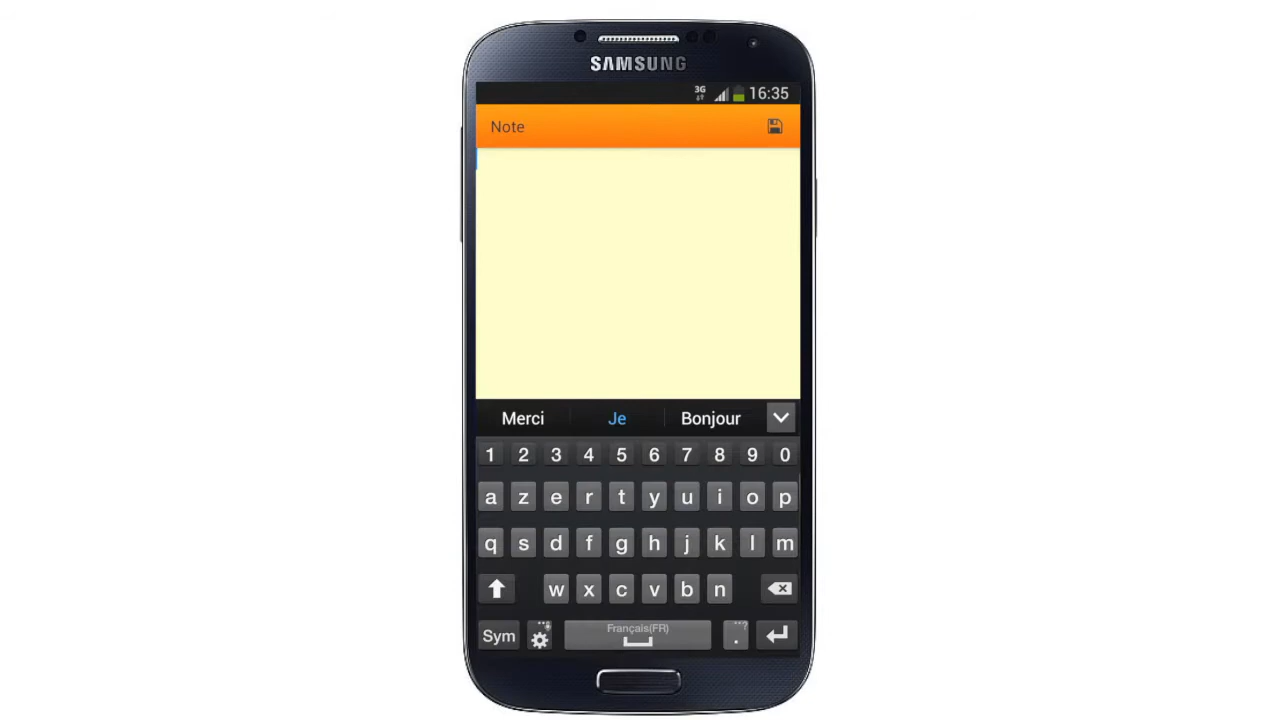 SAMSUNG
3G 16:35
Note
Merci Je Bonjour
1 2 3 4 5 6 7 8 9 0
a z e r t y u i o p
q s d f g h j k l m
w x c v b n
Sym Français(FR) . ...?